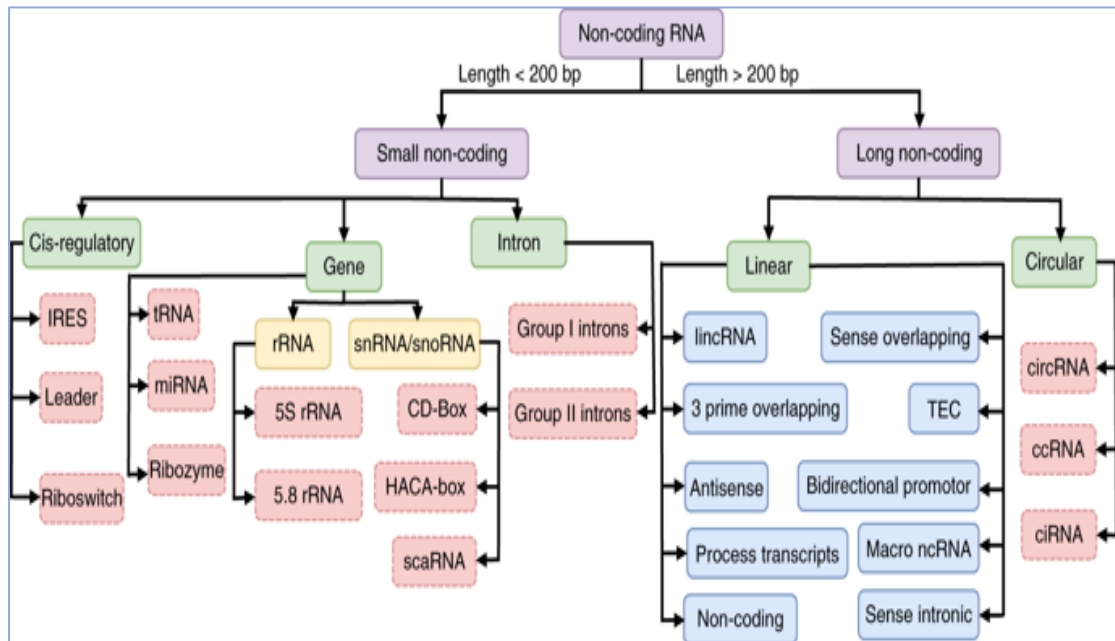 Non-coding RNA
Length < 200 bp
Length > 200 bp
Small non-coding
Long non-coding
Cis-regulatory
Gene
Intron
Linear
Circular
IRES
Leader
Riboswitch
tRNA
miRNA
Ribozyme
rRNA
snRNA/snoRNA
5S rRNA
5.8 rRNA
CD-Box
HACA-box
scaRNA
Group I introns
Group II introns
lincRNA
3 prime overlapping
Antisense
Process transcripts
Non-coding
Sense overlapping
TEC
Bidirectional promotor
Macro ncRNA
Sense intronic
circRNA
ccRNA
ciRNA